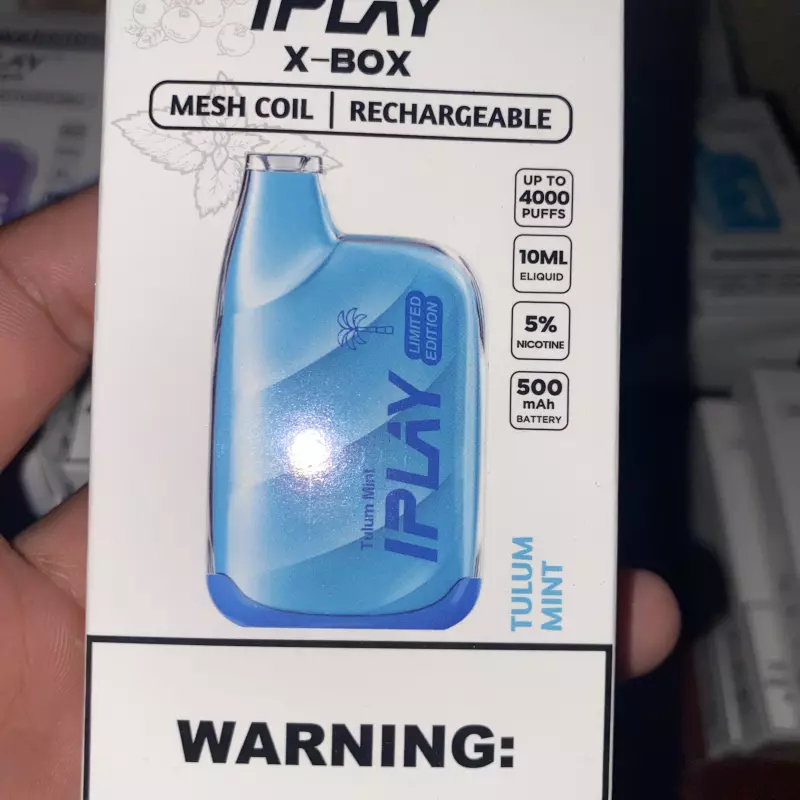 IPLAY
X-BOX
MESH COIL | RECHARGEABLE
UP TO
4000
PUFFS
10ML
ELIQUID
5%
NICOTINE
500
mAh
BATTERY
LIMITED
EDITION
IPLAY
Tulum Mint
TULUM
MINT
WARNING: